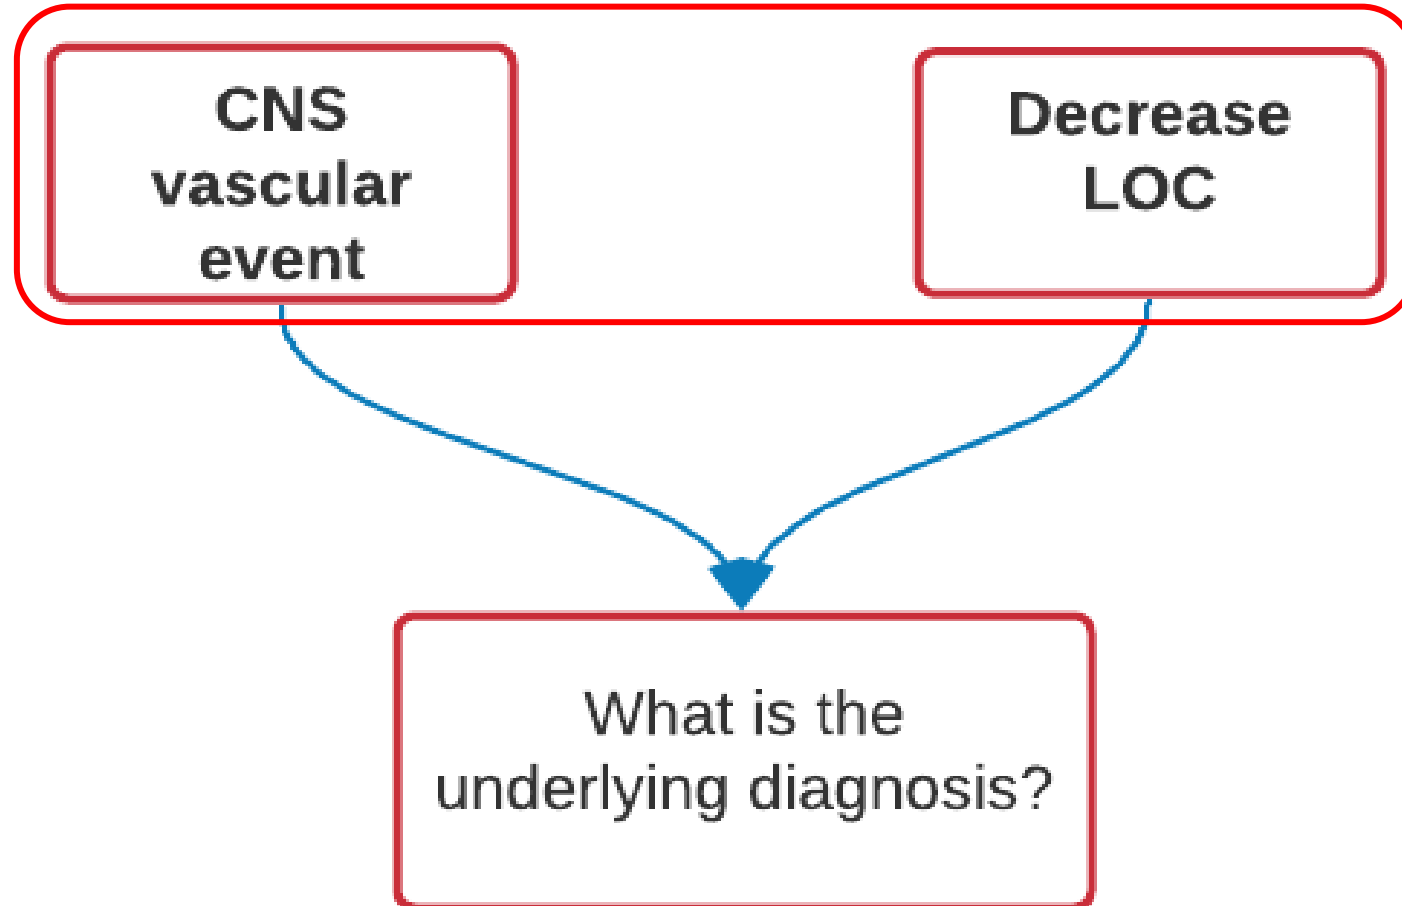 CNS
vascular
event
Decrease
LOC
What is the
underlying diagnosis?